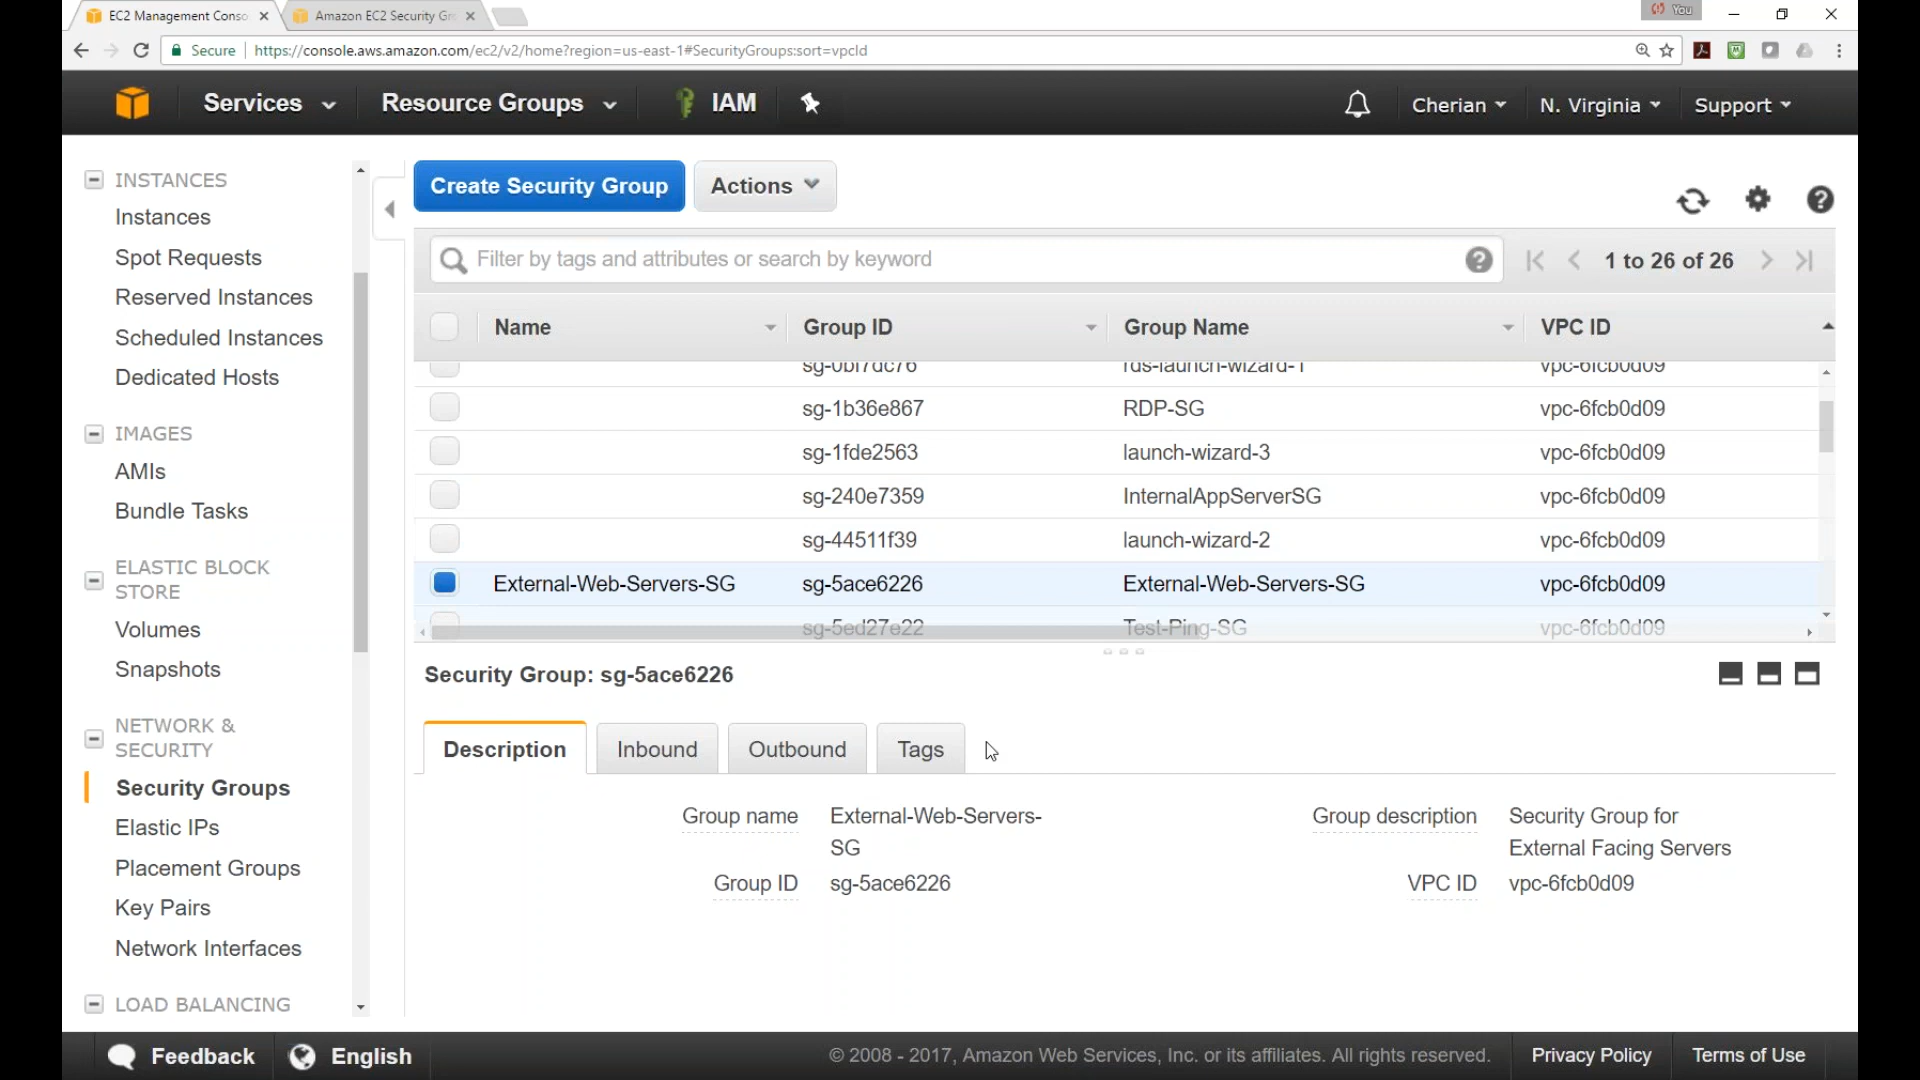 EC2 Management Conso
Amazon EC2 Security Gr
You
Secure
https://console.aws.amazon.com/ec2/v2/home?region=us-east-1#SecurityGroups:sort=vpcId
Services
Resource Groups
IAM
Cherian
N. Virginia
Support
INSTANCES
Instances
Spot Requests
Reserved Instances
Scheduled Instances
Dedicated Hosts
IMAGES
AMIs
Bundle Tasks
ELASTIC BLOCK
STORE
Volumes
Snapshots
NETWORK &
SECURITY
Security Groups
Elastic IPs
Placement Groups
Key Pairs
Network Interfaces
LOAD BALANCING
Create Security Group
Actions
Filter by tags and attributes or search by keyword
1 to 26 of 26
Name Group ID Group Name VPC ID
sg-0bf7dc76 rds-launch-wizard-1 vpc-6fcb0d09
sg-1b36e867 RDP-SG vpc-6fcb0d09
sg-1fde2563 launch-wizard-3 vpc-6fcb0d09
sg-240e7359 InternalAppServerSG vpc-6fcb0d09
sg-44511f39 launch-wizard-2 vpc-6fcb0d09
External-Web-Servers-SG sg-5ace6226 External-Web-Servers-SG vpc-6fcb0d09
sg-5ed27e22 Test-Ping-SG vpc-6fcb0d09
Security Group: sg-5ace6226
Description
Inbound
Outbound
Tags
Group name External-Web-Servers-
SG
Group description Security Group for
External Facing Servers
Group ID sg-5ace6226
VPC ID vpc-6fcb0d09
Feedback
English
© 2008 - 2017, Amazon Web Services, Inc. or its affiliates. All rights reserved.
Privacy Policy
Terms of Use